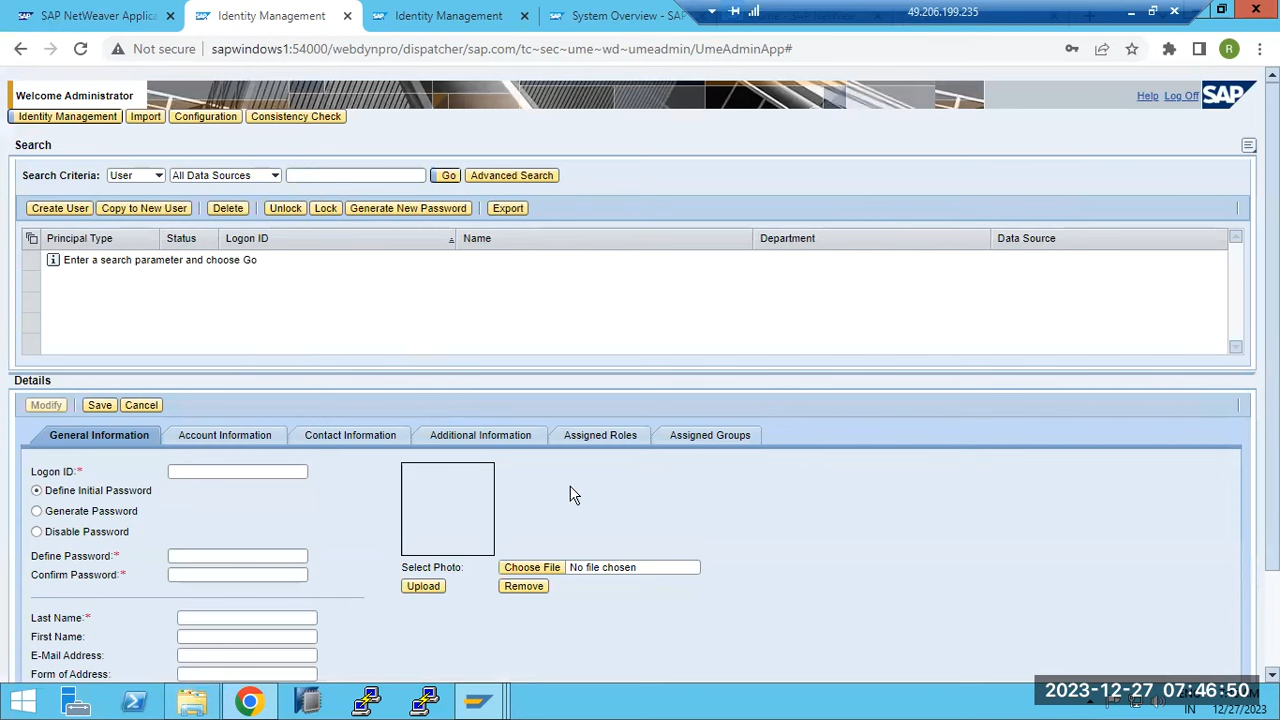 SAP NetWeaver Applica
Identity Management
Identity Management
System Overview - SAP
49.206.199.235
Not secure
sapwindows1:54000/webdynpro/dispatcher/sap.com/tc~sec~ume~wd~umeadmin/UmeAdminApp#
R
Welcome Administrator
Help Log Off SAP
Identity Management Import Configuration Consistency Check
Search
Search Criteria: User All Data Sources Go Advanced Search
Create User Copy to New User Delete Unlock Lock Generate New Password Export
Principal Type Status Logon ID Name Department Data Source
Enter a search parameter and choose Go
Details
Modify Save Cancel
General Information Account Information Contact Information Additional Information Assigned Roles Assigned Groups
Logon ID:*
Define Initial Password
Generate Password
Disable Password
Define Password:*
Confirm Password:*
Select Photo: Choose File No file chosen
Upload Remove
Last Name:*
First Name:
E-Mail Address:
Form of Address:
2023-12-27 07:46:50
IN 12/27/2023